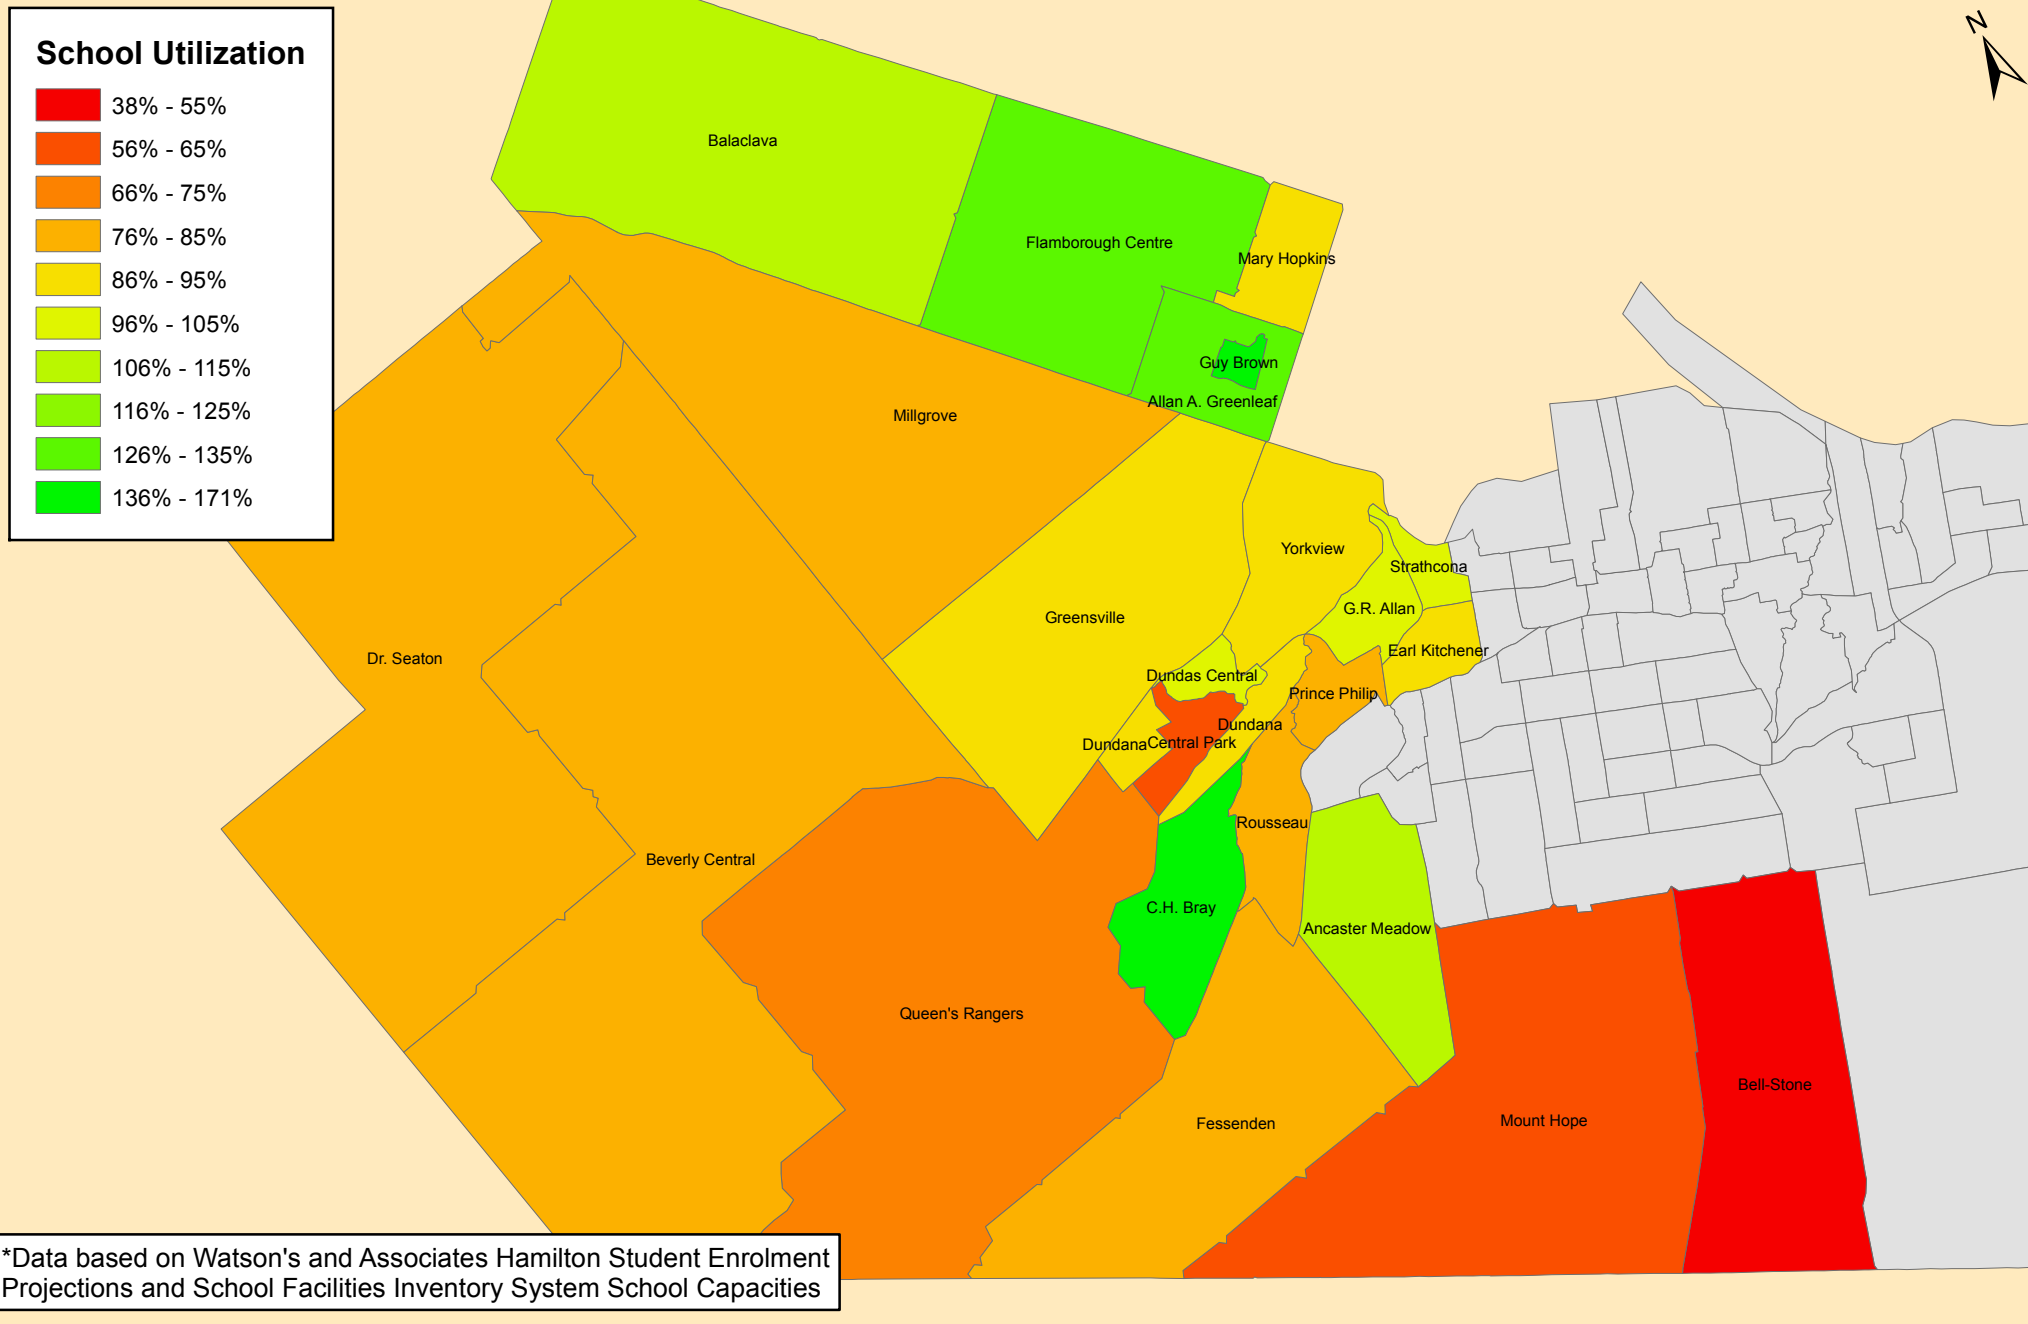 School Utilization
38% - 55%
56% - 65%
66% - 75%
76% - 85%
86% - 95%
96% - 105%
106% - 115%
116% - 125%
126% - 135%
136% - 171%
N
Balaclava
Flamborough Centre
Mary Hopkins
Guy Brown
Allan A. Greenleaf
Millgrove
Yorkview
Strathcona
G.R. Allan
Greensville
Earl Kitchener
Dr. Seaton
Dundas Central
Prince Philip
Dundana
Dundana
Central Park
Rousseau
Beverly Central
C.H. Bray
Ancaster Meadow
Queen's Rangers
Bell-Stone
Mount Hope
Fessenden
*Data based on Watson's and Associates Hamilton Student Enrolment
Projections and School Facilities Inventory System School Capacities